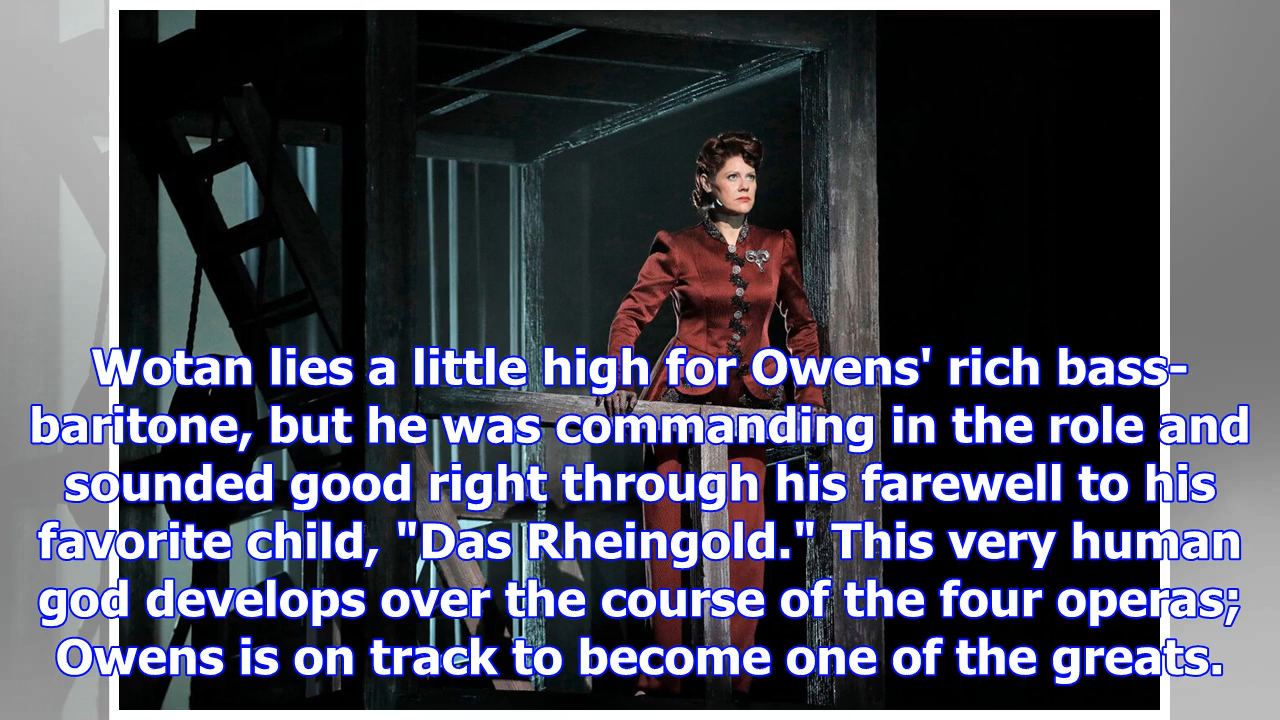 Wotan lies a little high for Owens' rich bass-
baritone, but he was commanding in the role and
sounded good right through his farewell to his
favorite child, "Das Rheingold." This very human
god develops over the course of the four operas;
Owens is on track to become one of the greats.